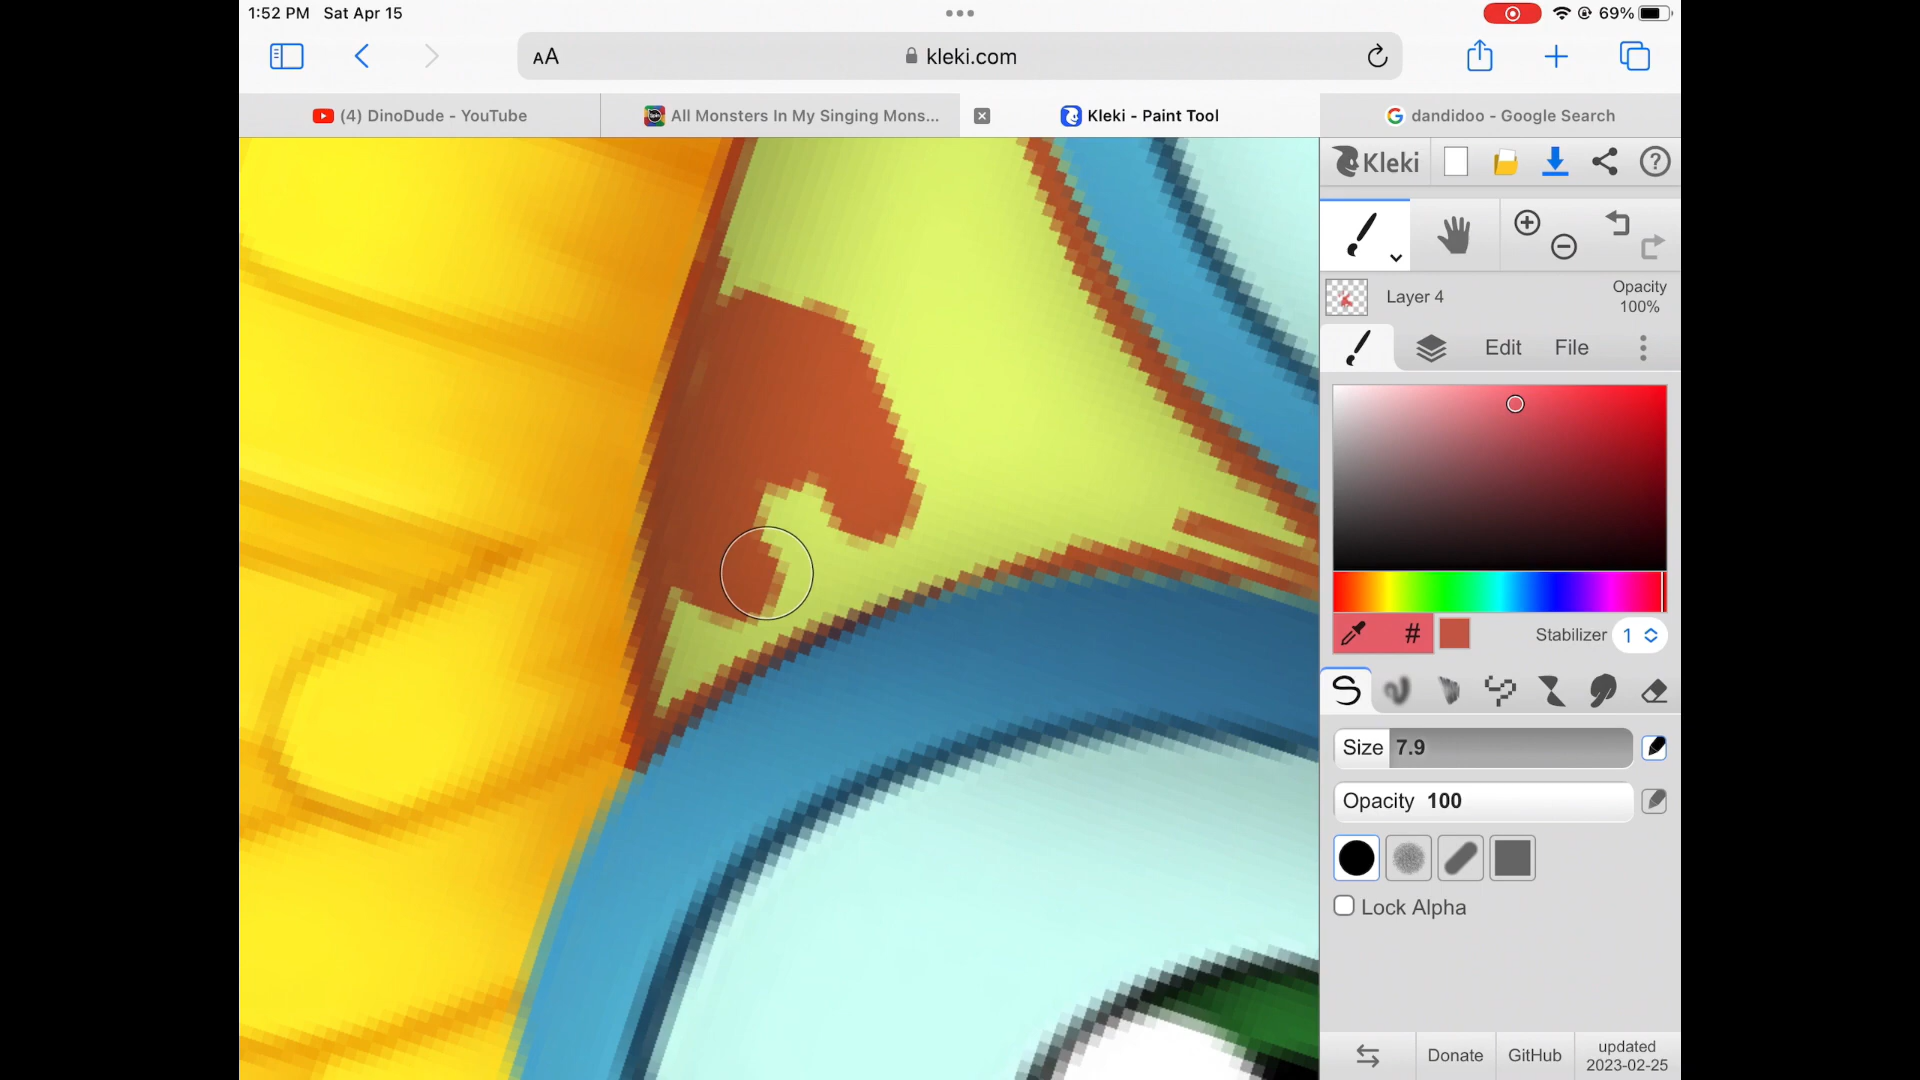 1:52 PM Sat Apr 15
69%
AA
kleki.com
(4) DinoDude - YouTube
All Monsters In My Singing Mons...
Kleki - Paint Tool
dandidoo - Google Search
Kleki
?
Layer 4
Opacity
100%
Edit File
#
Stabilizer 1
Size 7.9
Opacity 100
Lock Alpha
Donate
GitHub
updated
2023-02-25